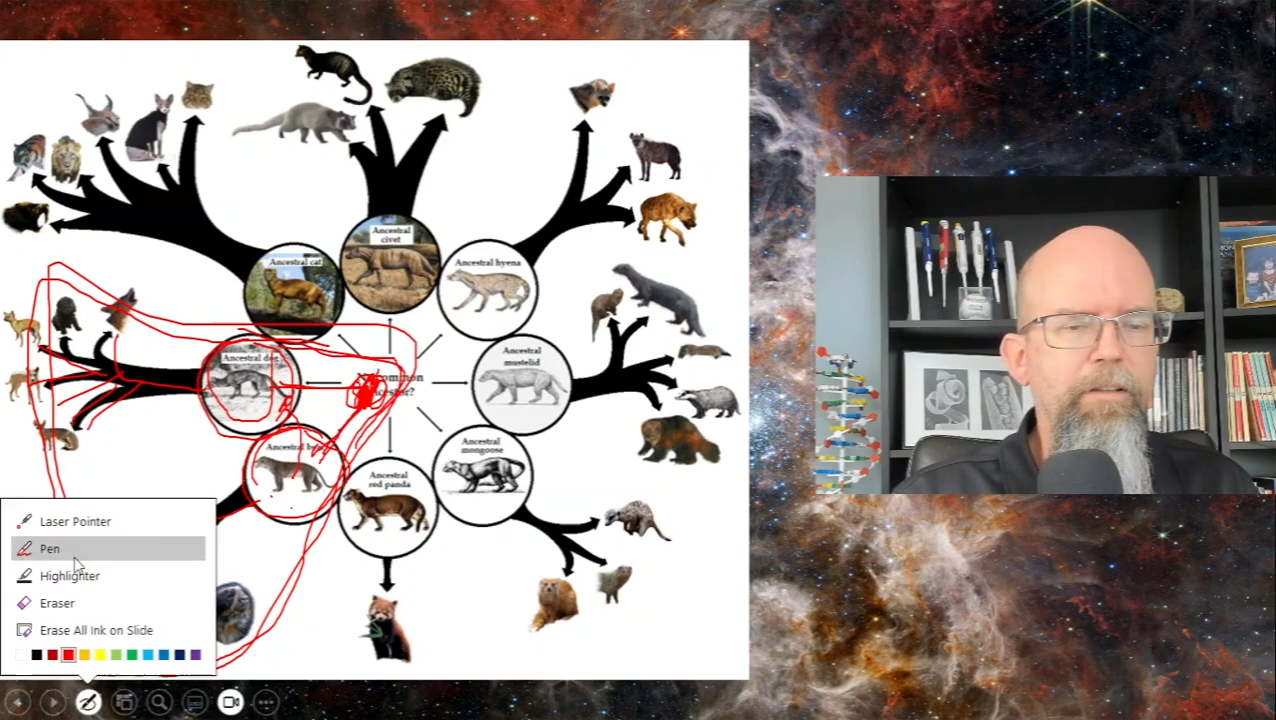 Ancestral
civet
Ancestral cat
Ancestral hyena
Ancestral dog
Ancestral
mustelid
common
Ancestral
mongoose
Ancestral
red panda
Laser Pointer
Pen
Highlighter
Eraser
Erase All Ink on Slide